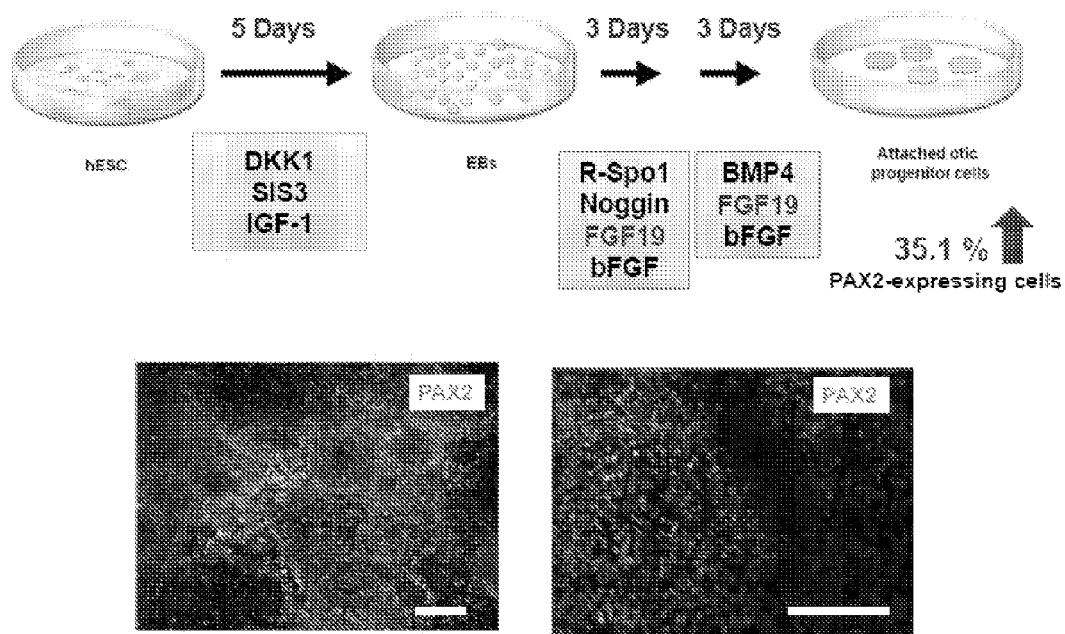 5 Days
3 Days
3 Days
hESC
DKK1
SIS3
IGF-1
EBs
R-Spo1
Noggin
FGF19
bFGF
BMP4
FGF19
bFGF
Attached otic
progenitor cells
35.1 %
PAX2-expressing cells
PAX2
PAX2